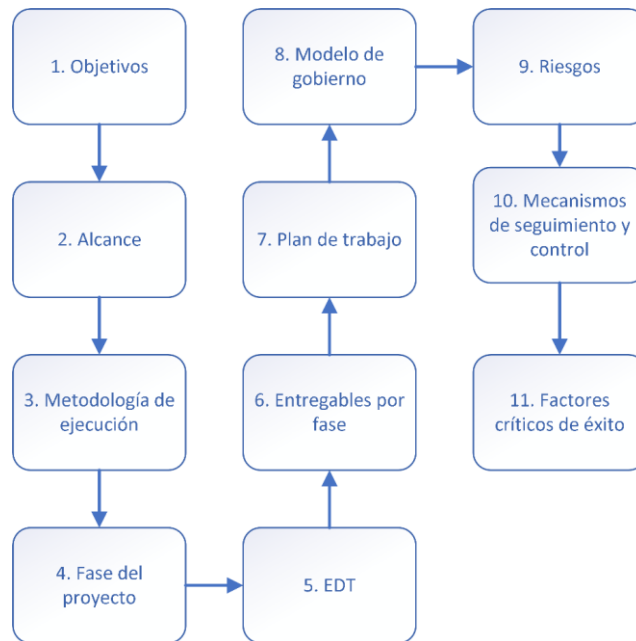 1. Objetivos
2. Alcance
3. Metodología de
ejecución
4. Fase del
proyecto
5. EDT
6. Entregables por
fase
7. Plan de trabajo
8. Modelo de
gobierno
9. Riesgos
10. Mecanismos
de seguimiento y
control
11. Factores
críticos de éxito